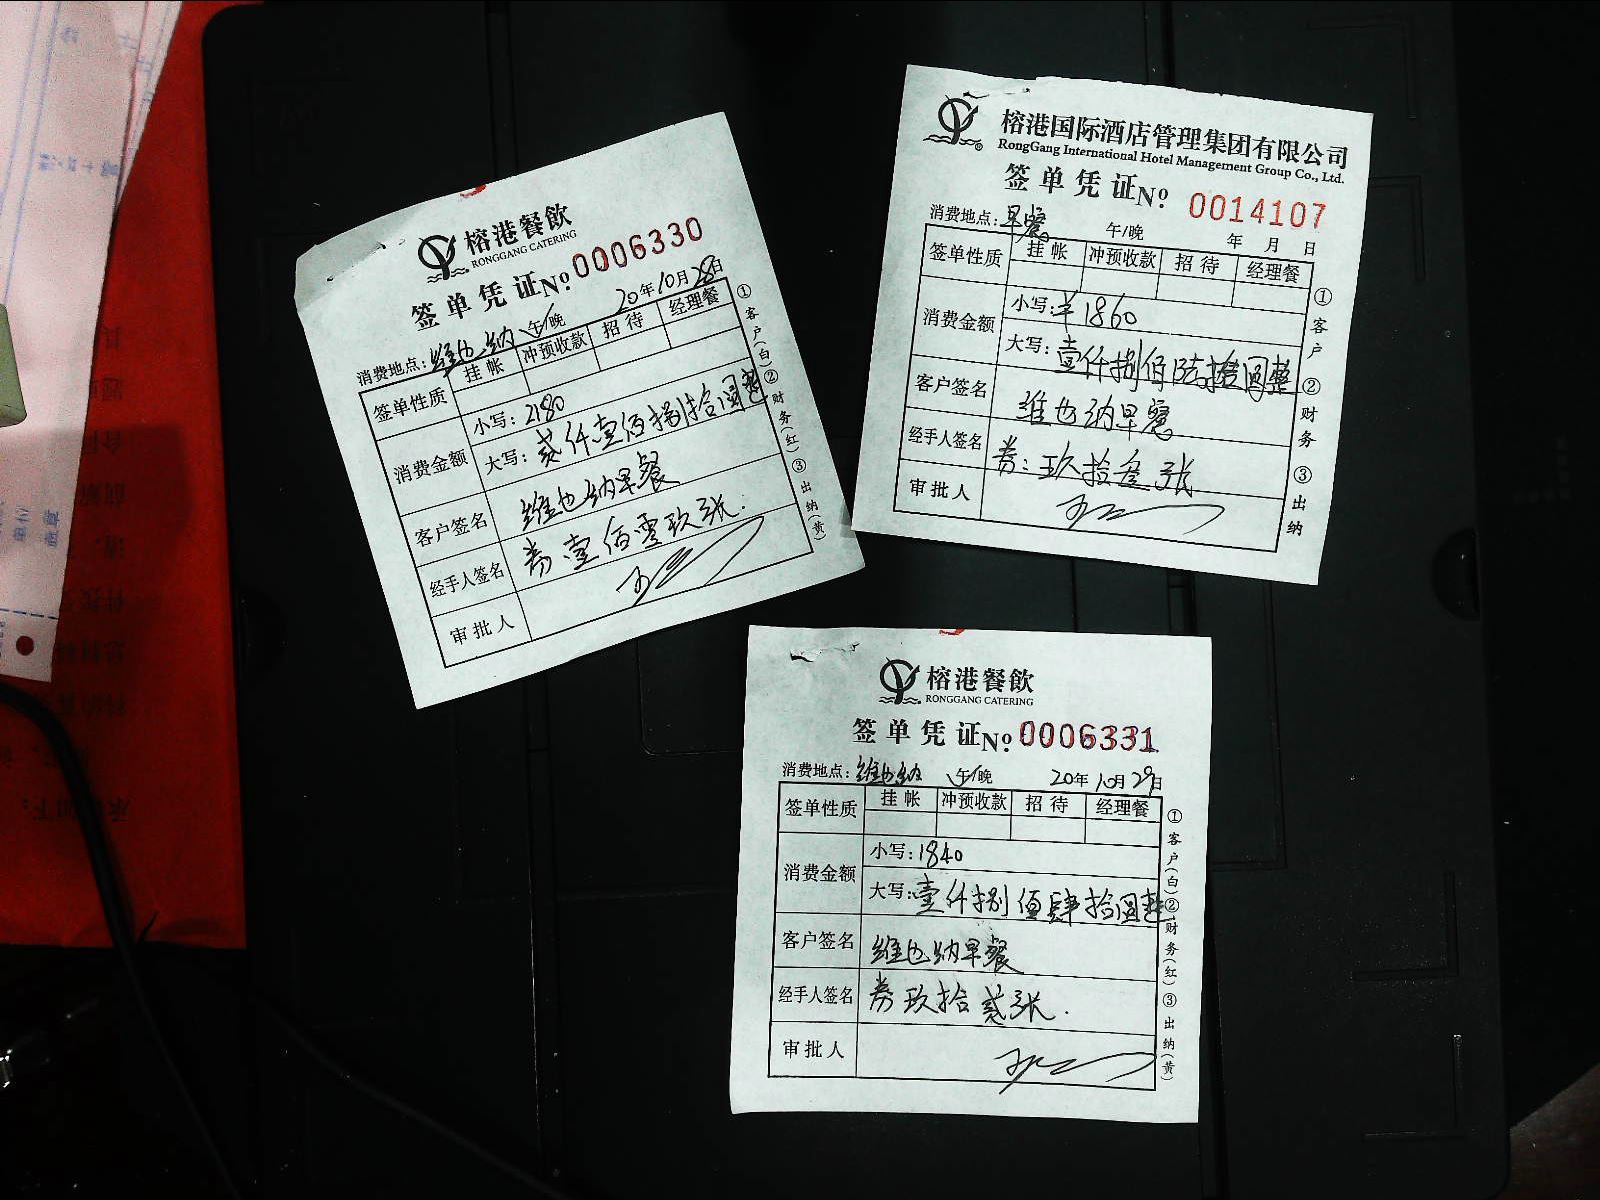 榕港餐飲
RONGGANG CATERING
签单凭证No. 0006330
消费地点:维也纳 午/晚 20年10月28日
签单性质 挂帐 冲预收款 招待 经理餐
消费金额 小写:2180
大写:贰仟壹佰捌拾圆整
客户签名 维也纳早餐
经手人签名 券壹佰零玖张.
审批人
①客户(白)②财务(红)③出纳(黄)
榕港国际酒店管理集团有限公司
RongGang International Hotel Management Group Co., Ltd.
签单凭证No. 0014107
消费地点:早餐 午/晚 年 月 日
签单性质 挂帐 冲预收款 招待 经理餐
消费金额 小写:¥1860
大写:壹仟捌佰陆拾圆整
客户签名 维也纳早餐
经手人签名 券:玖拾叁张
审批人
①客户 ②财务 ③出纳
榕港餐飲
RONGGANG CATERING
签单凭证No. 0006331
消费地点:维也纳 午/晚 20年10月29日
签单性质 挂帐 冲预收款 招待 经理餐
消费金额 小写:1840
大写:壹仟捌佰肆拾圆整
客户签名 维也纳早餐
经手人签名 券玖拾贰张.
审批人
①客户(白)②财务(红)③出纳(黄)